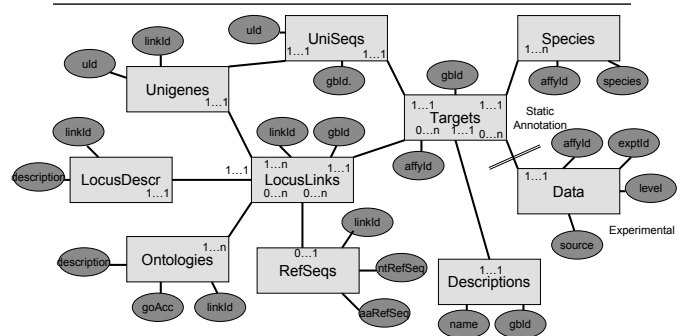 uId
UniSeqs
1…1
1…1
gbId.
linkId
uId
Unigenes
1…1
Species
1…n
affyId
species
gbId
1…1
1…1
Targets
0…n
1…1
0…n
affyId
Static
Annotation
linkId
description
LocusDescr
1…1
1…1
linkId
gbId
1…n
1…1
LocusLinks
0…n
0…n
affyId
exptId
1…1
level
Data
source
Experimental
1…n
description
Ontologies
goAcc
linkId
0…1
linkId
RefSeqs
ntRefSeq
aaRefSeq
1…1
Descriptions
name
gbId